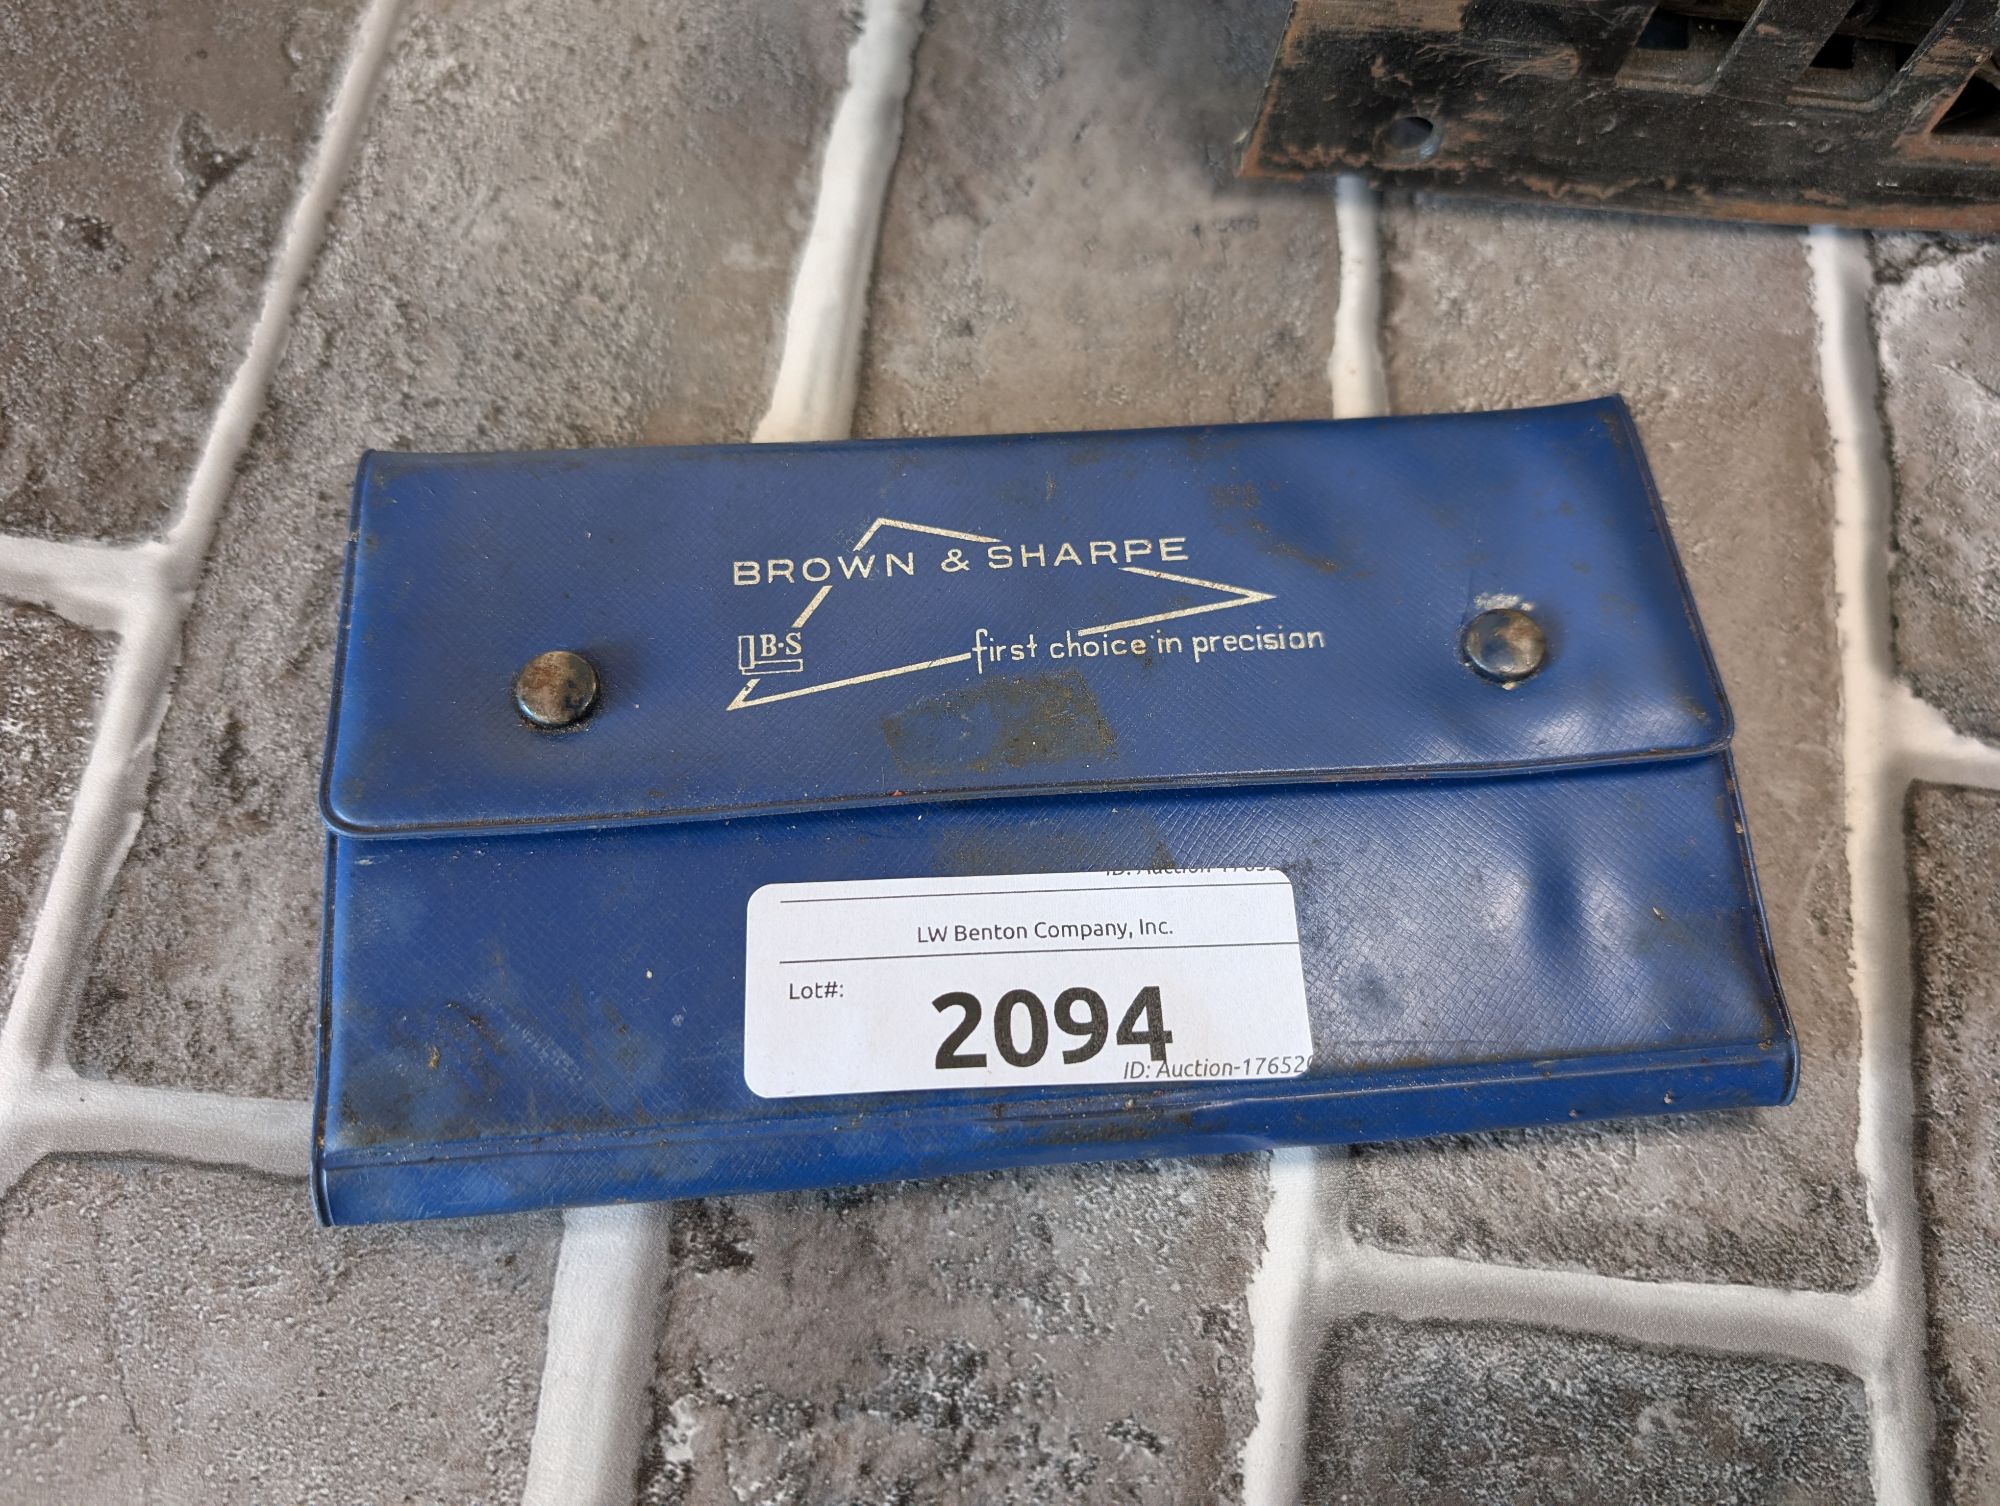 BROWN & SHARPE
B·S
first choice in precision
LW Benton Company, Inc.
Lot#:
2094
ID: Auction-17652